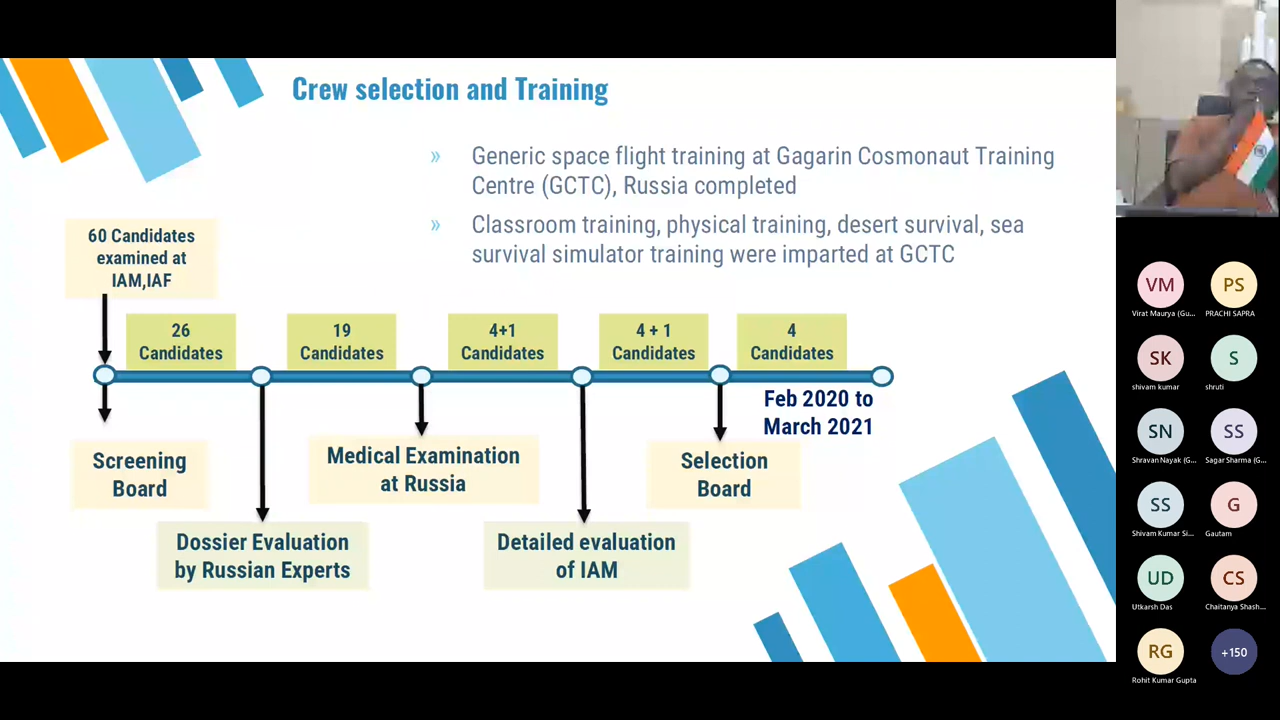 Crew selection and Training
» Generic space flight training at Gagarin Cosmonaut Training
Centre (GCTC), Russia completed
» Classroom training, physical training, desert survival, sea
survival simulator training were imparted at GCTC
60 Candidates
examined at
IAM,IAF
26
Candidates
19
Candidates
4+1
Candidates
4 + 1
Candidates
4
Candidates
Feb 2020 to
March 2021
Screening
Board
Medical Examination
at Russia
Selection
Board
Dossier Evaluation
by Russian Experts
Detailed evaluation
of IAM
VM
Virat Maurya (Gu...
PS
PRACHI SAPRA
SK
shivam kumar
S
shruti
SN
Shravan Nayak (G...
SS
Sagar Sharma (G...
SS
Shivam Kumar Si...
G
Gautam
UD
Utkarsh Das
CS
Chaitanya Shash...
RG
Rohit Kumar Gupta
+150